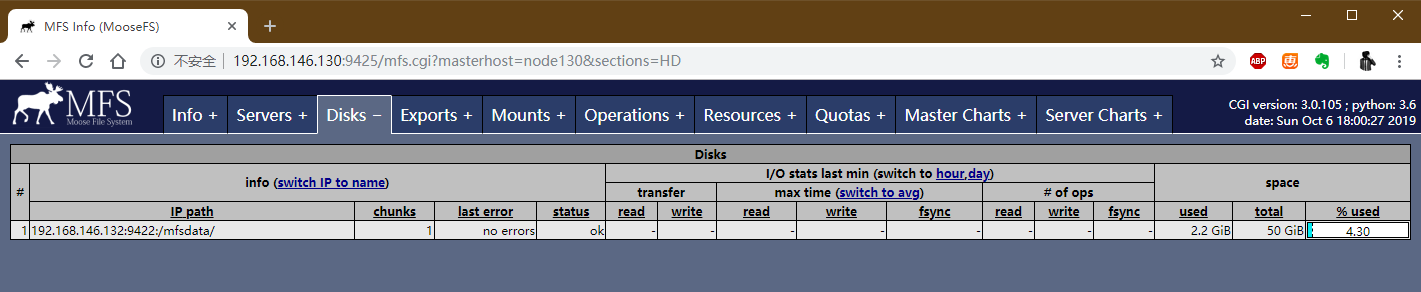 MFS Info (MooseFS)
不安全 192.168.146.130:9425/mfs.cgi?masterhost=node130&sections=HD
ABP
MFS
Moose File System
Info + Servers + Disks − Exports + Mounts + Operations + Resources + Quotas + Master Charts + Server Charts +
CGI version: 3.0.105 ; python: 3.6
date: Sun Oct 6 18:00:27 2019
Disks
# info (switch IP to name) I/O stats last min (switch to hour,day) space
transfer max time (switch to avg) # of ops
IP path chunks last error status read write read write fsync read write fsync used total % used
1 192.168.146.132:9422:/mfsdata/ 1 no errors ok - - - - - - - - 2.2 GiB 50 GiB 4.30